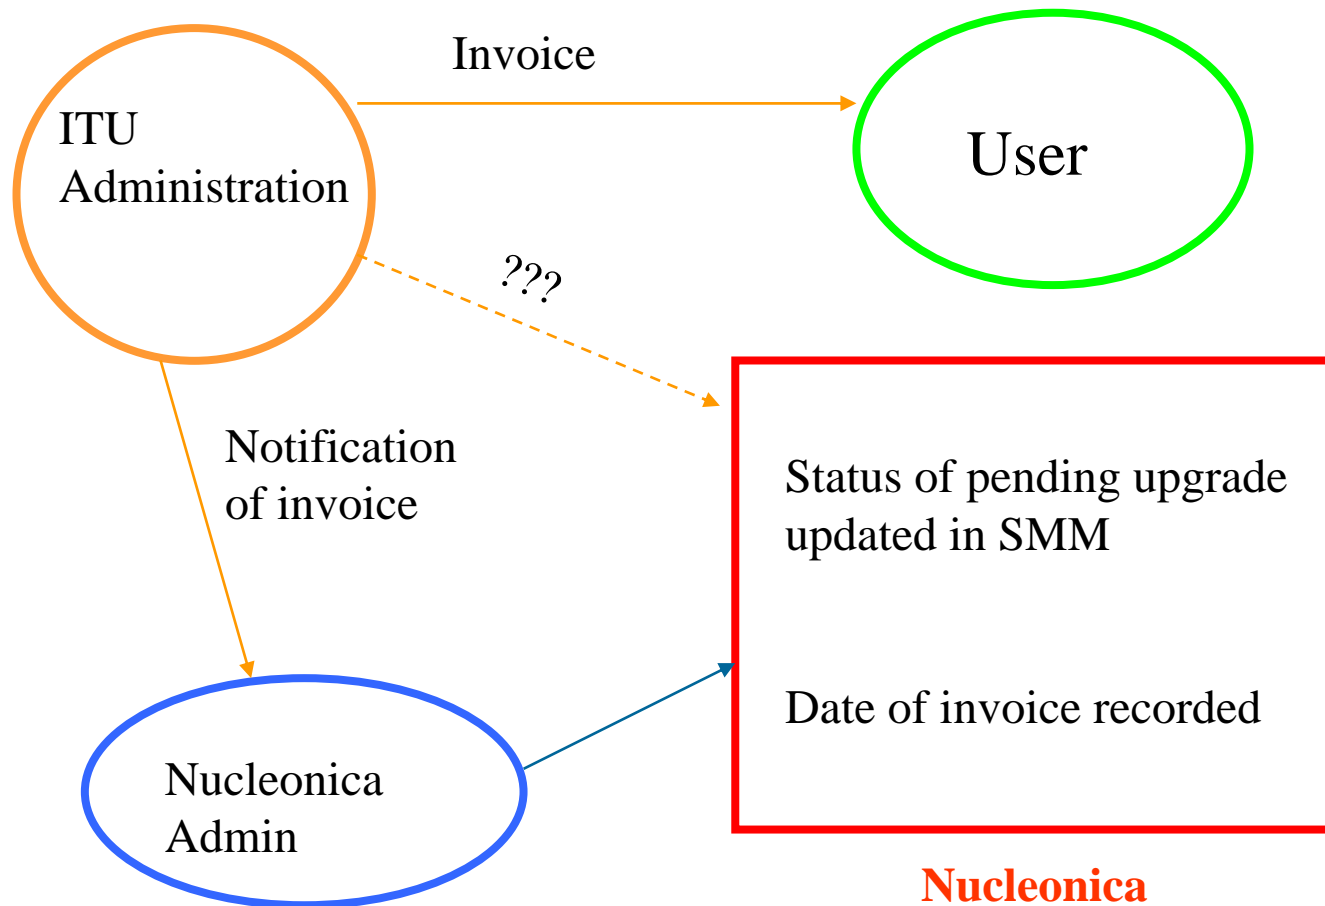 Invoice
ITU
Administration
User
???
Notification
of invoice
Status of pending upgrade
updated in SMM
Date of invoice recorded
Nucleonica
Admin
Nucleonica